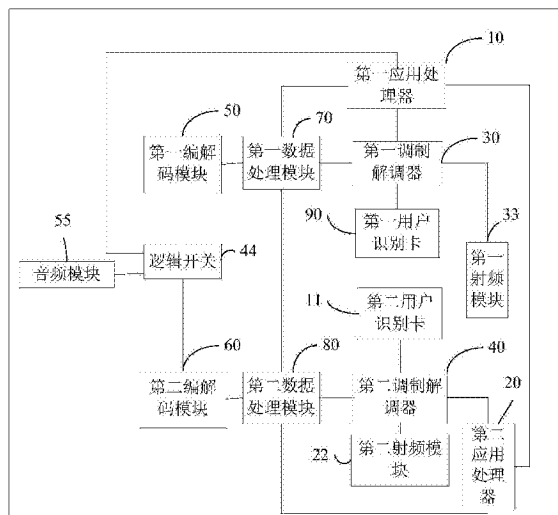 10
第一应用处
理器
50
70
30
第一编解
码模块
第一数据
处理模块
第一调制
解调器
90
第一用户
识别卡
33
第一
射频
模块
55
44
音频模块
逻辑开关
11
第二用户
识别卡
60
80
40
20
第二编解
码模块
第二数据
处理模块
第二调制解
调器
22
第二射频模
块
第二
应用
处理
器